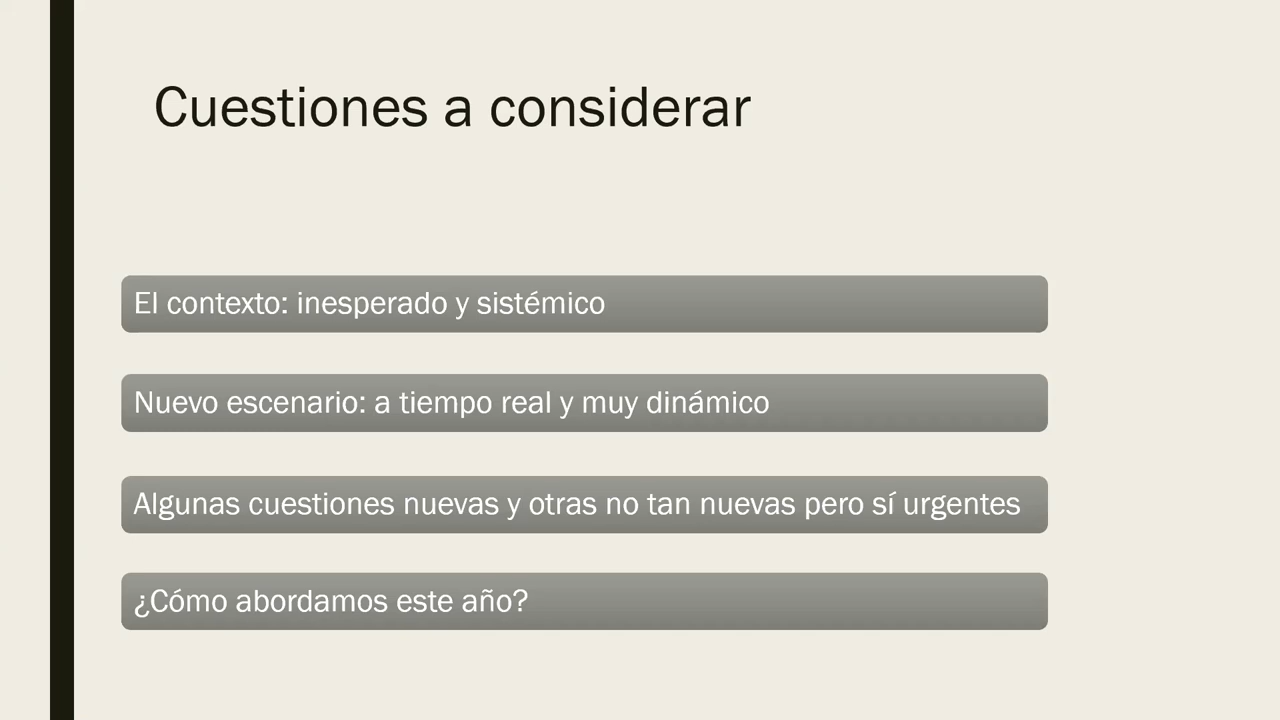 Cuestiones a considerar
El contexto: inesperado y sistémico
Nuevo escenario: a tiempo real y muy dinámico
Algunas cuestiones nuevas y otras no tan nuevas pero sí urgentes
¿Cómo abordamos este año?